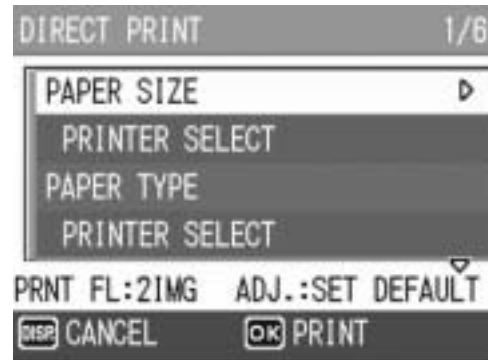 DIRECT PRINT 1/6
PAPER SIZE
PRINTER SELECT
PAPER TYPE
PRINTER SELECT
PRNT FL:2IMG ADJ.:SET DEFAULT
DISP. CANCEL OK PRINT